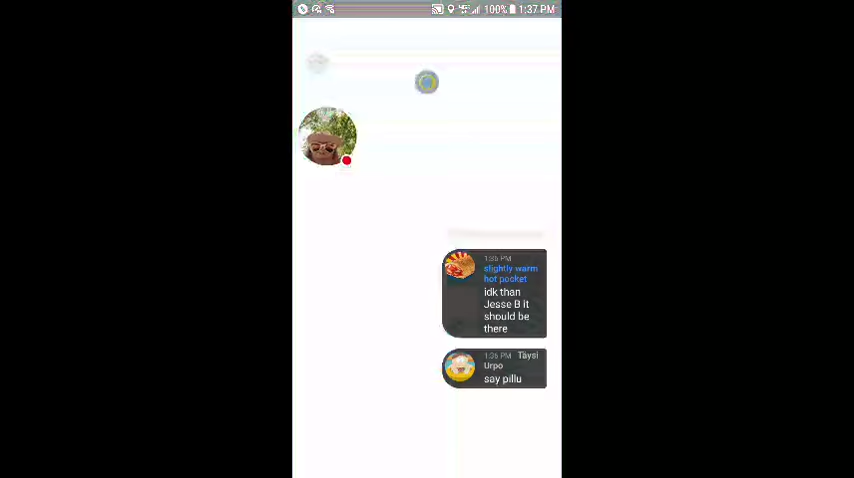 100% 1:37 PM
1:36 PM
slightly warm
hot pocket
idk than
Jesse B it
should be
there
1:36 PM Täysi
Urpo
say pillu